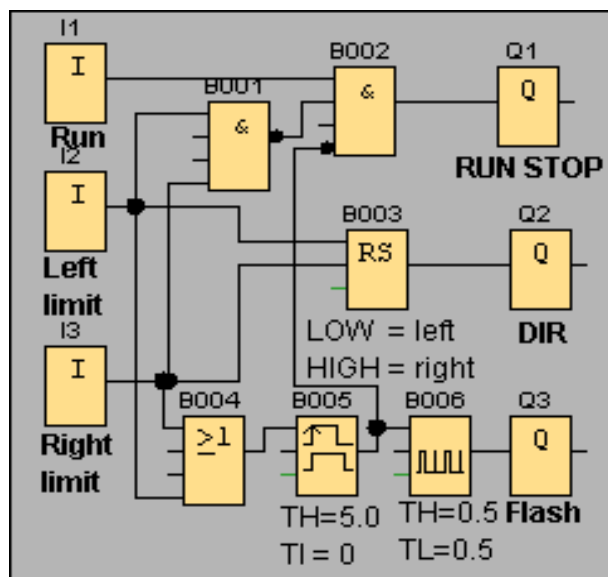 I1
B002
Q1
B001
I
&
Q
&
Run
I2
RUN STOP
I
B003
Q2
Left
limit
RS
Q
I3
LOW = left
DIR
I
HIGH = right
B004
B005
B006
Q3
Right
limit
>1
Q
TH=5.0
TH=0.5
Flash
TI = 0
TL=0.5